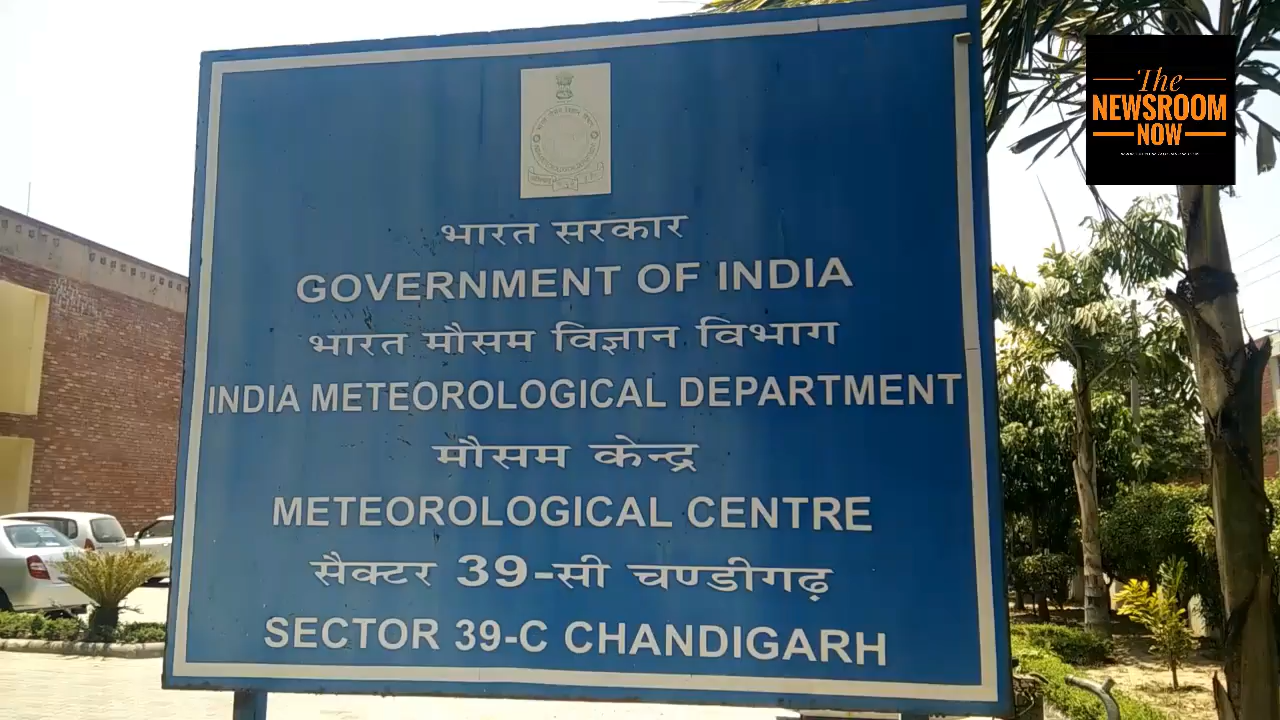 भारत सरकार
GOVERNMENT OF INDIA
भारत मौसम विज्ञान विभाग
INDIA METEOROLOGICAL DEPARTMENT
मौसम केन्द्र
METEOROLOGICAL CENTRE
सैक्टर 39-सी चण्डीगढ़
SECTOR 39-C CHANDIGARH
The
NEWSROOM
NOW